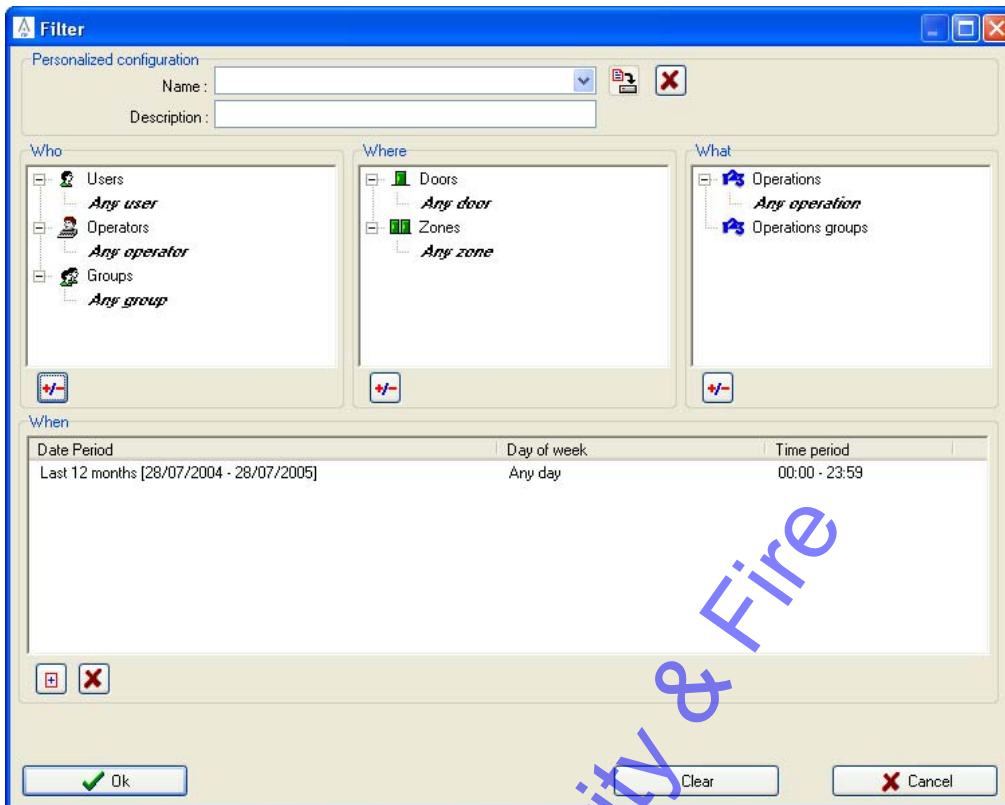 Filter
Personalized configuration
Name :
Description :
Who
Users
Any user
Operators
Any operator
Groups
Any group
+/-
Where
Doors
Any door
Zones
Any zone
+/-
What
Operations
Any operation
Operations groups
+/-
When
Date Period Day of week Time period
Last 12 months [28/07/2004 - 28/07/2005] Any day 00:00 - 23:59
Ok
Clear
Cancel
ity & Fire